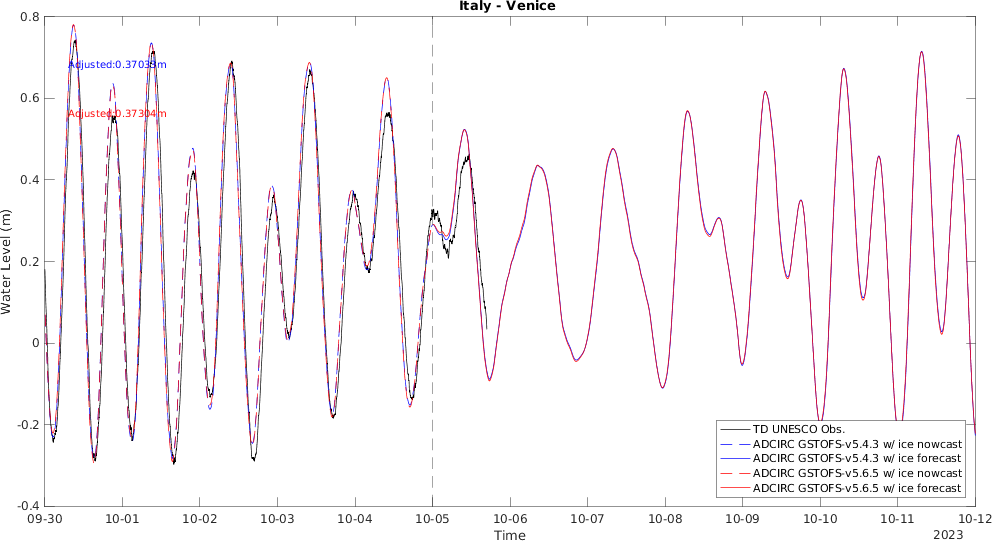 Italy - Venice
0.8
0.6
0.4
0.2
0
-0.2
-0.4
Water Level (m)
Adjusted:0.37039m
Adjusted:0.37304m
TD UNESCO Obs.
ADCIRC GSTOFS-v5.4.3 w/ ice nowcast
ADCIRC GSTOFS-v5.4.3 w/ ice forecast
ADCIRC GSTOFS-v5.6.5 w/ ice nowcast
ADCIRC GSTOFS-v5.6.5 w/ ice forecast
09-30 10-01 10-02 10-03 10-04 10-05 10-06 10-07 10-08 10-09 10-10 10-11 10-12
Time
2023